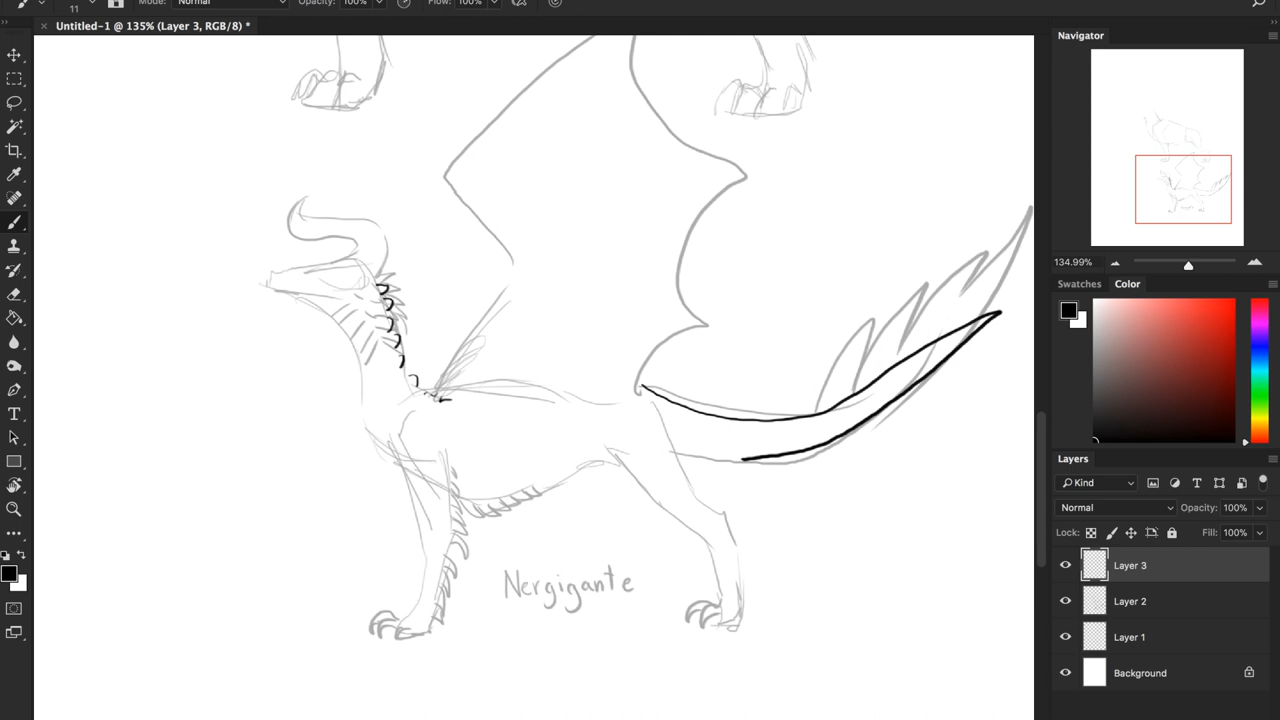 11 Mode: Normal Opacity: 100% Flow: 100%
× Untitled-1 @ 135% (Layer 3, RGB/8) *
Navigator
134.99%
Swatches Color
Layers
Kind
Normal Opacity: 100%
Lock: Fill: 100%
Layer 3
Layer 2
Layer 1
Background
Nergigante